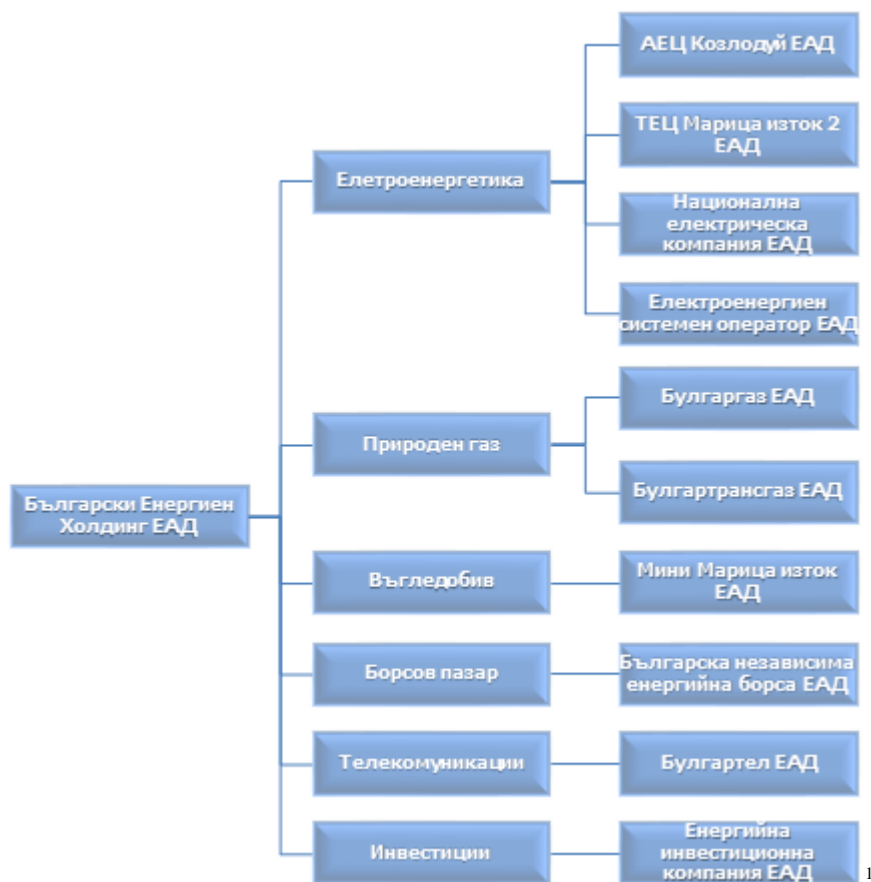 АЕЦ Козлодуй ЕАД
ТЕЦ Марица изток 2
ЕАД
Елетроенергетика
Национална
електрическа
компания ЕАД
Електроенергиен
системен оператор ЕАД
Булгаргаз ЕАД
Природен газ
Булгартрансгаз ЕАД
Български Енергиен
Холдинг ЕАД
Въгледобив
Мини Марица изток
ЕАД
Борсов пазар
Българска независима
енергийна борса ЕАД
Телекомуникации
Булгартел ЕАД
Инвестиции
Енергийна
инвестиционна
компания ЕАД
1